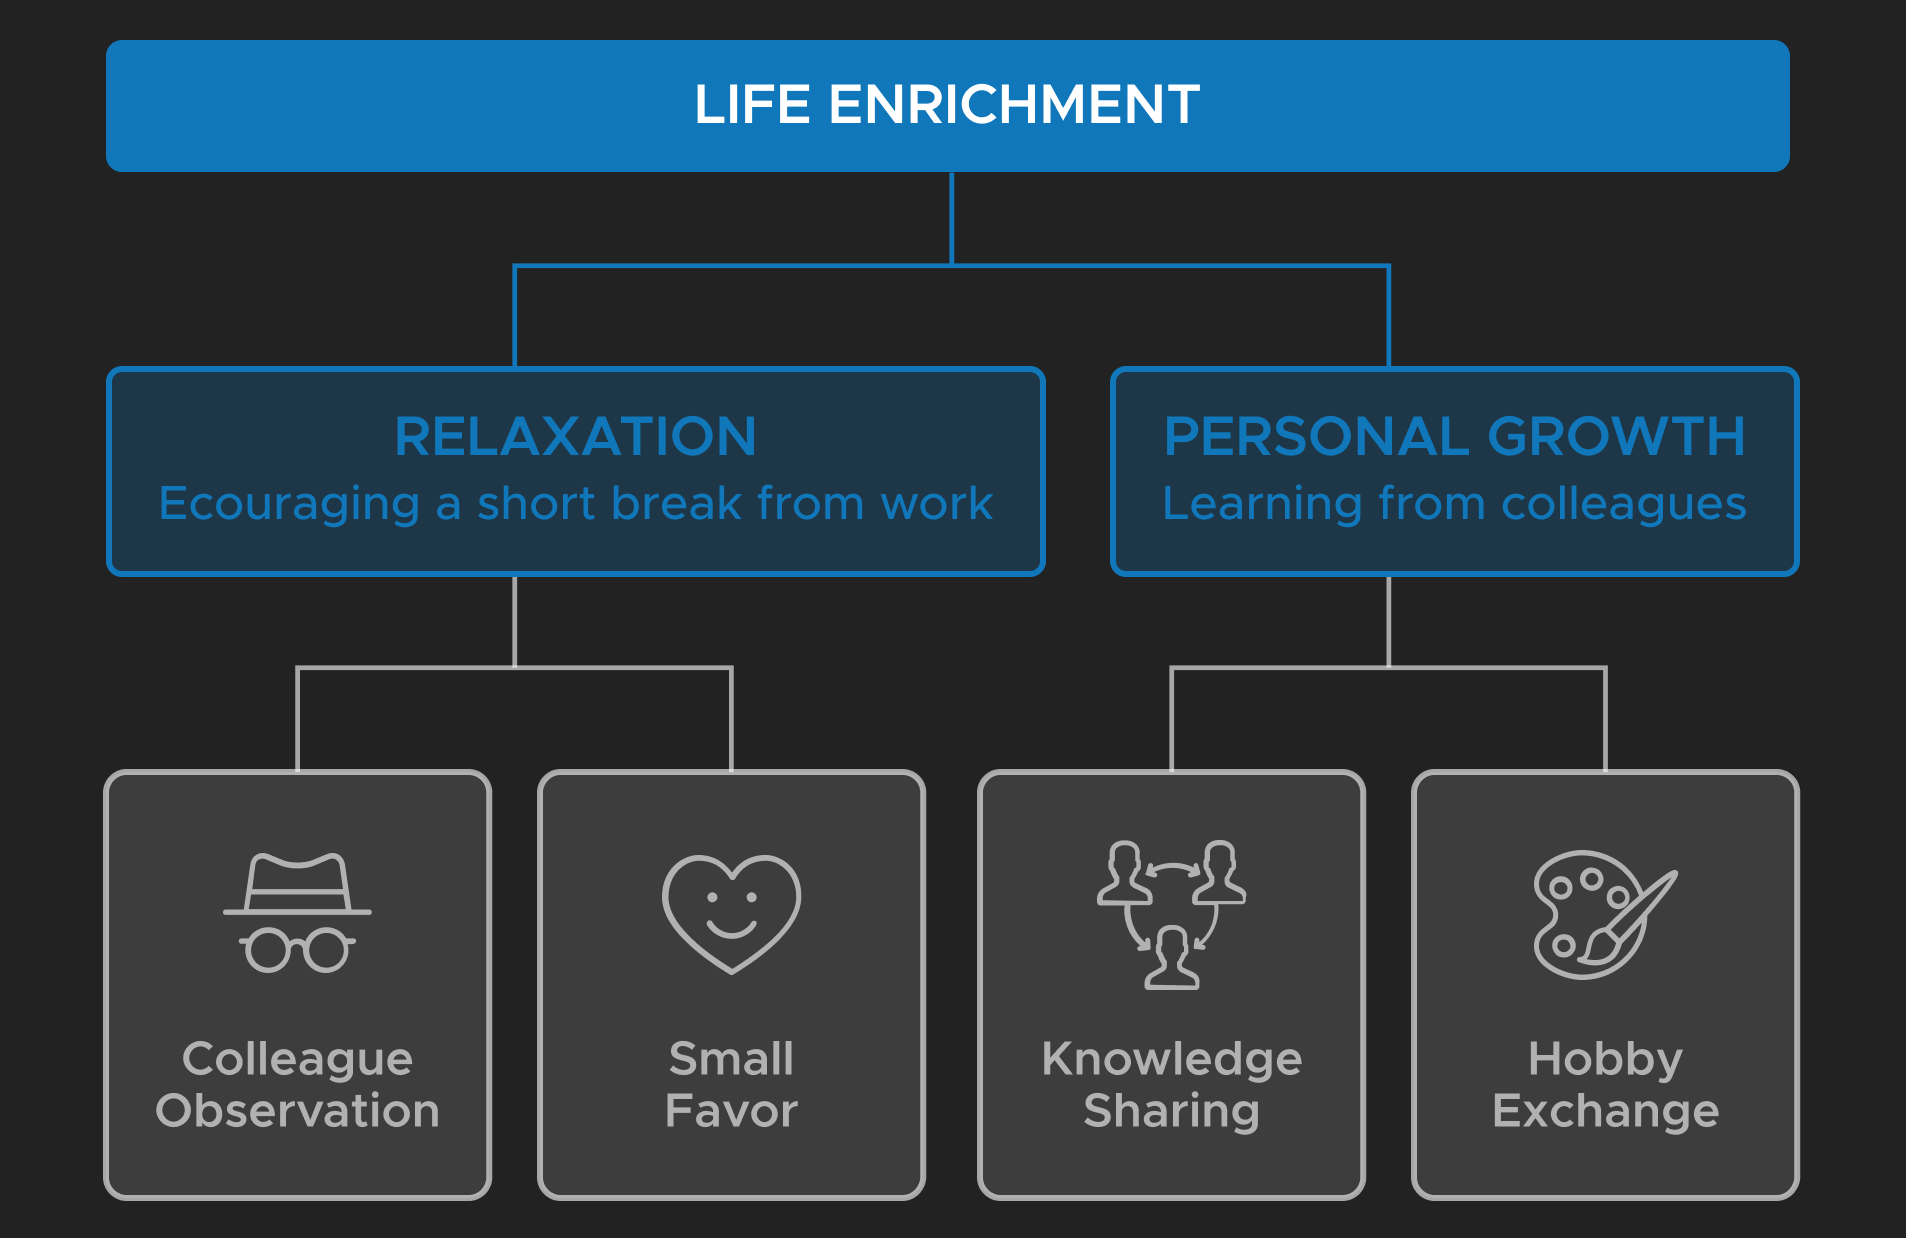 LIFE ENRICHMENT
RELAXATION
Ecouraging a short break from work
PERSONAL GROWTH
Learning from colleagues
Colleague
Observation
Small
Favor
Knowledge
Sharing
Hobby
Exchange